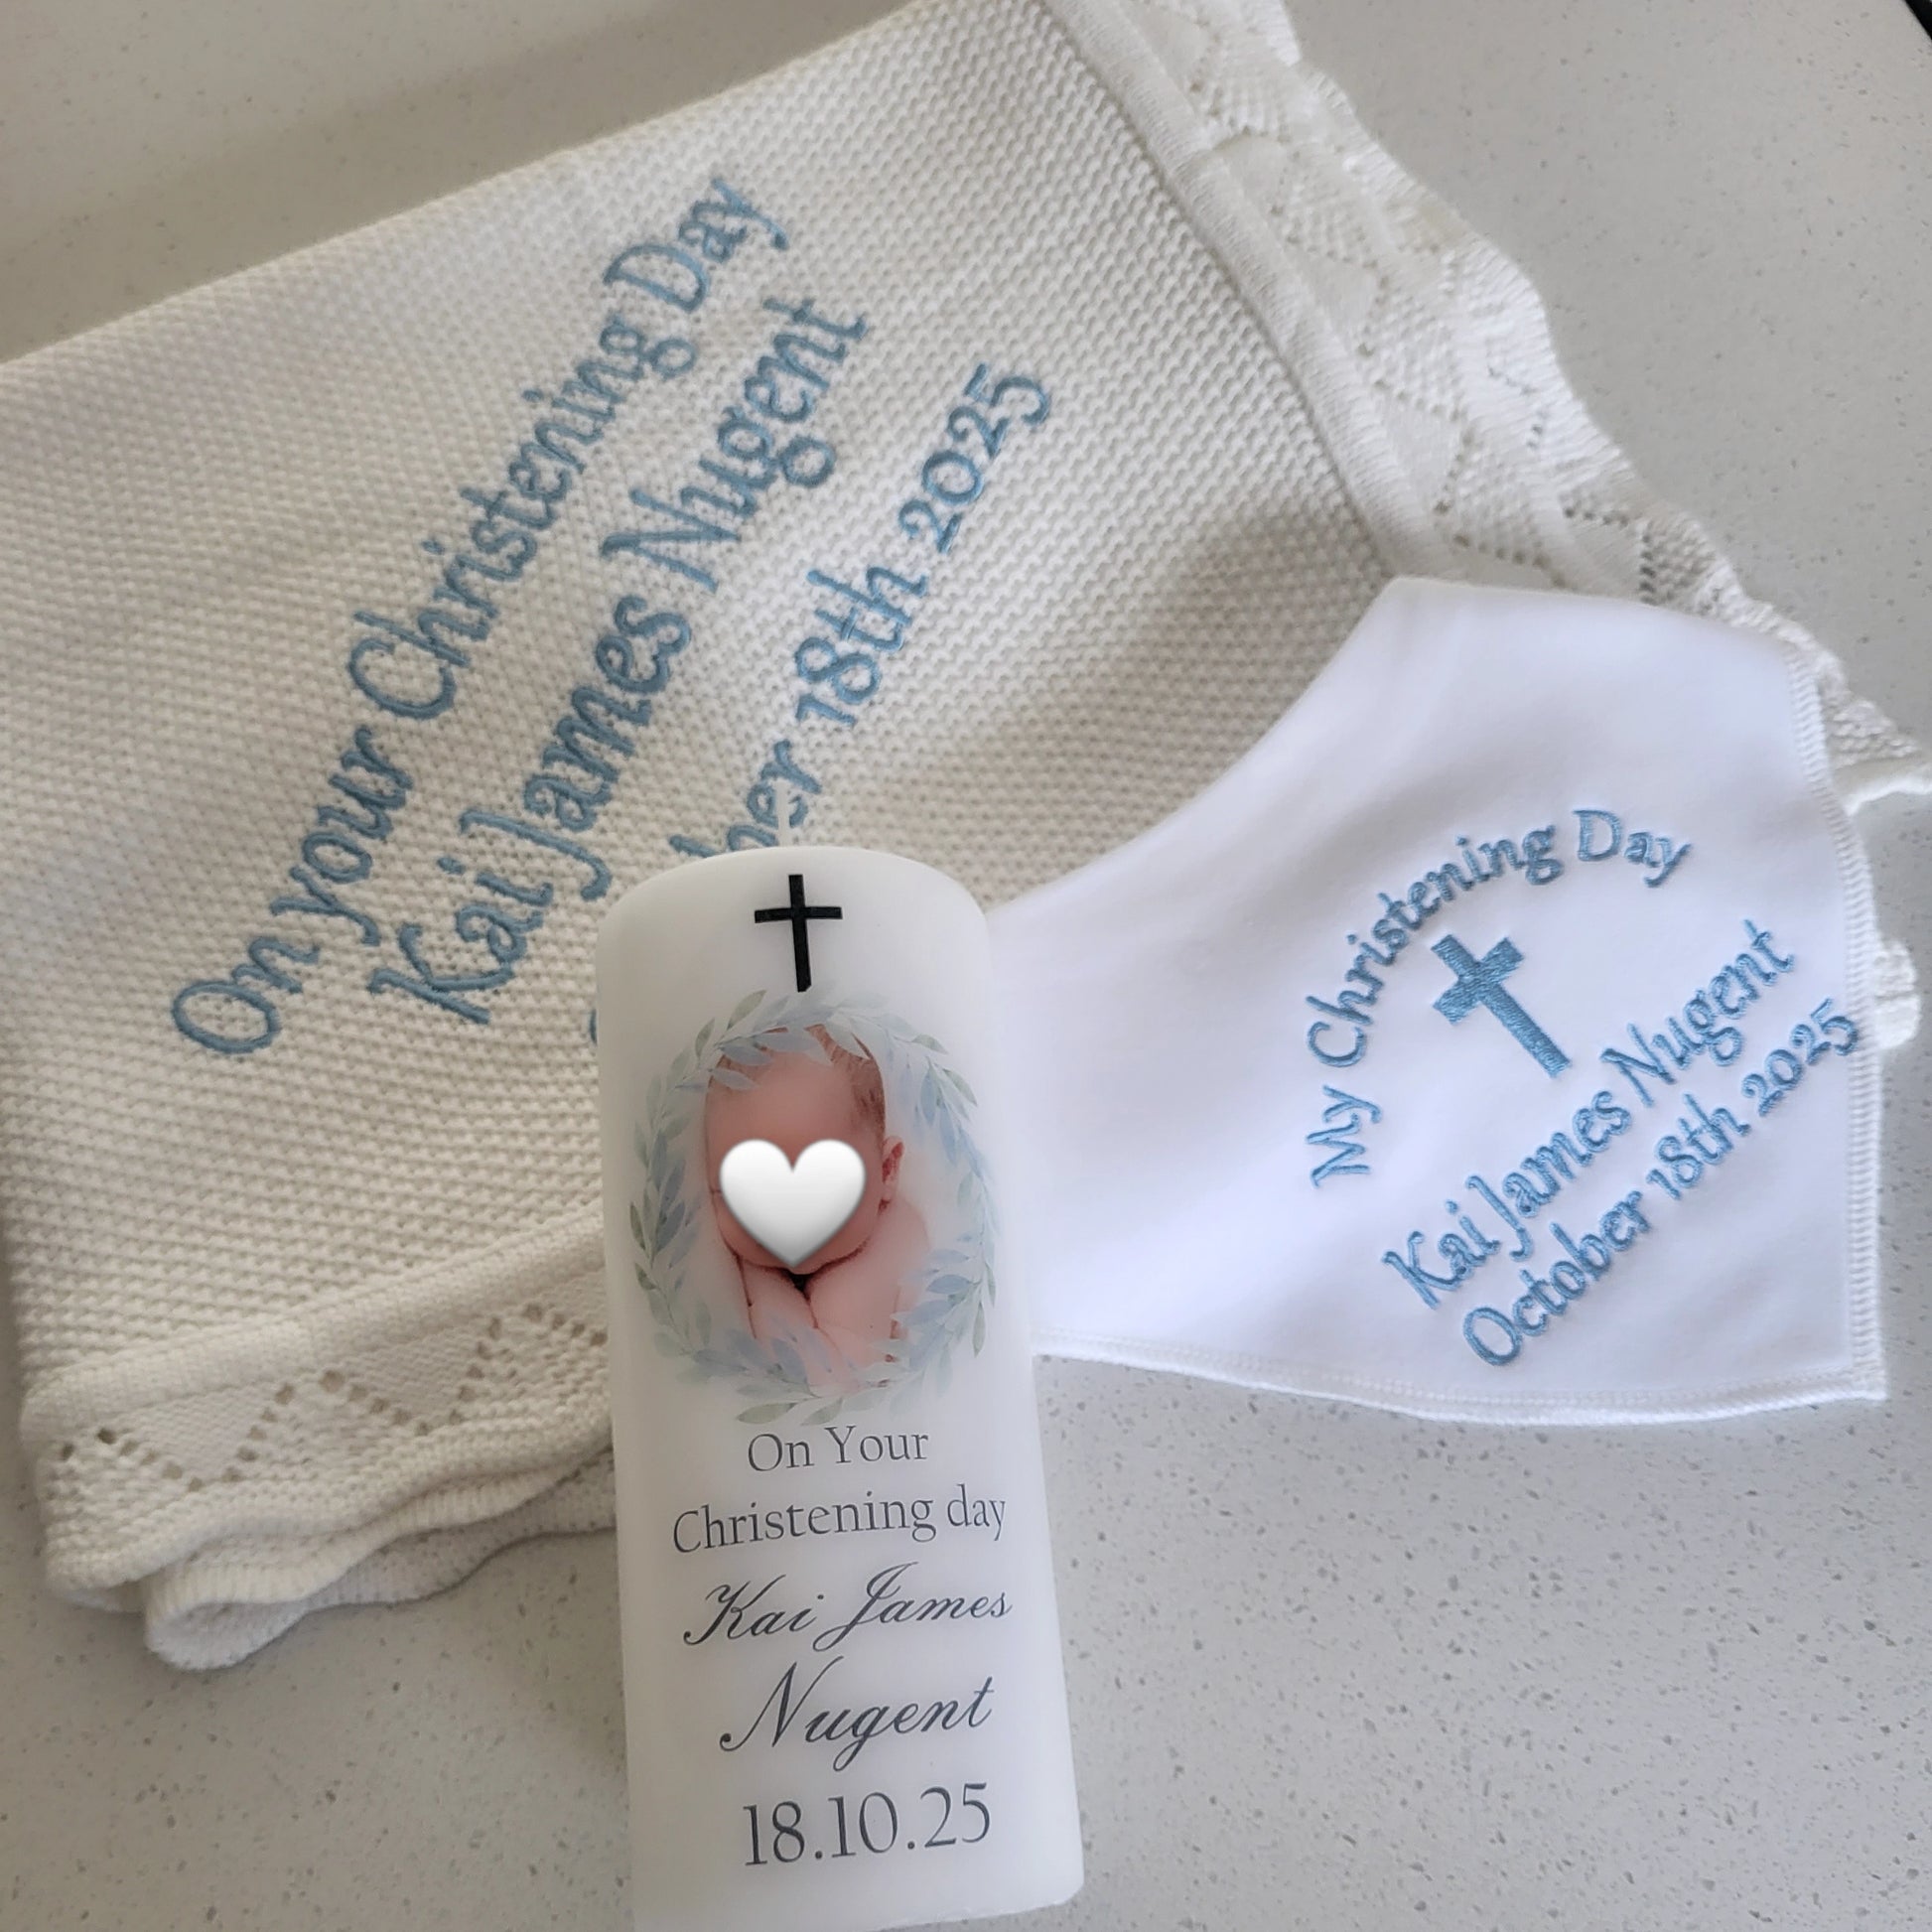 On your Christening Day
Kai James Nugent
18th 2025
My Christening Day
Kai James Nugent
October 18th 2025
On Your
Christening day
Kai James
Nugent
18.10.25